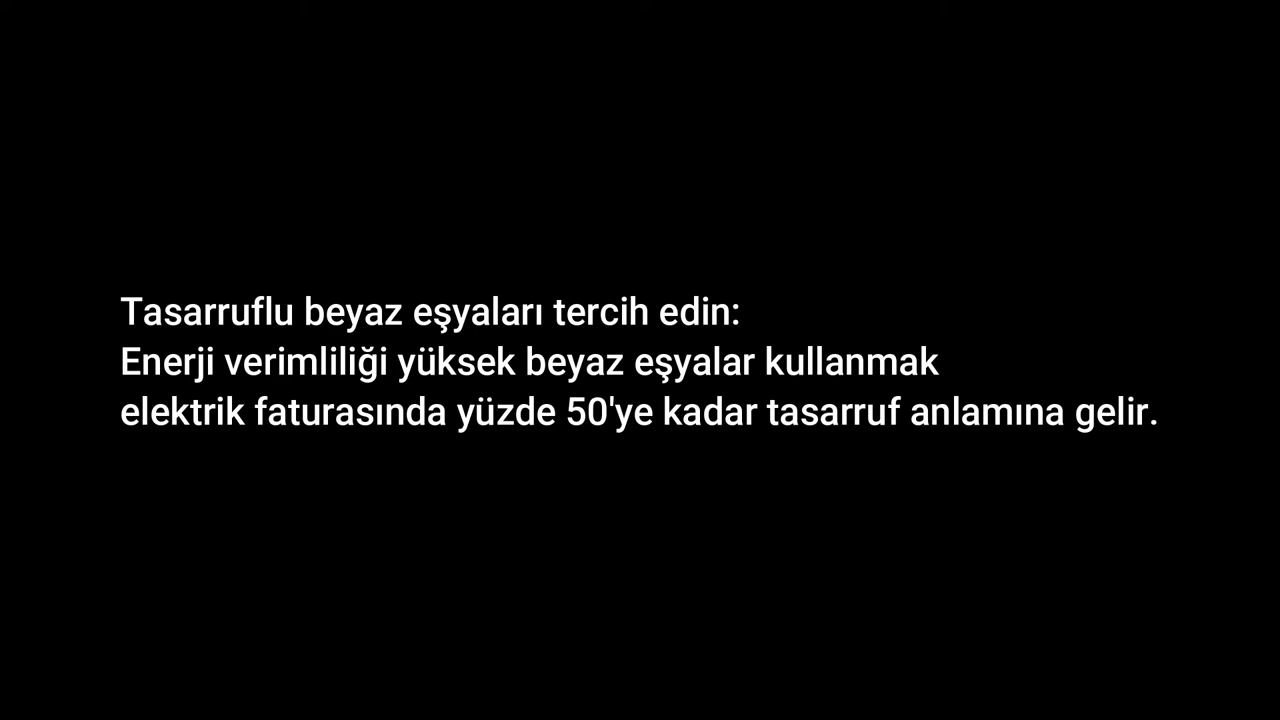 Tasarruflu beyaz eşyaları tercih edin:
Enerji verimliliği yüksek beyaz eşyalar kullanmak
elektrik faturasında yüzde 50'ye kadar tasarruf anlamına gelir.